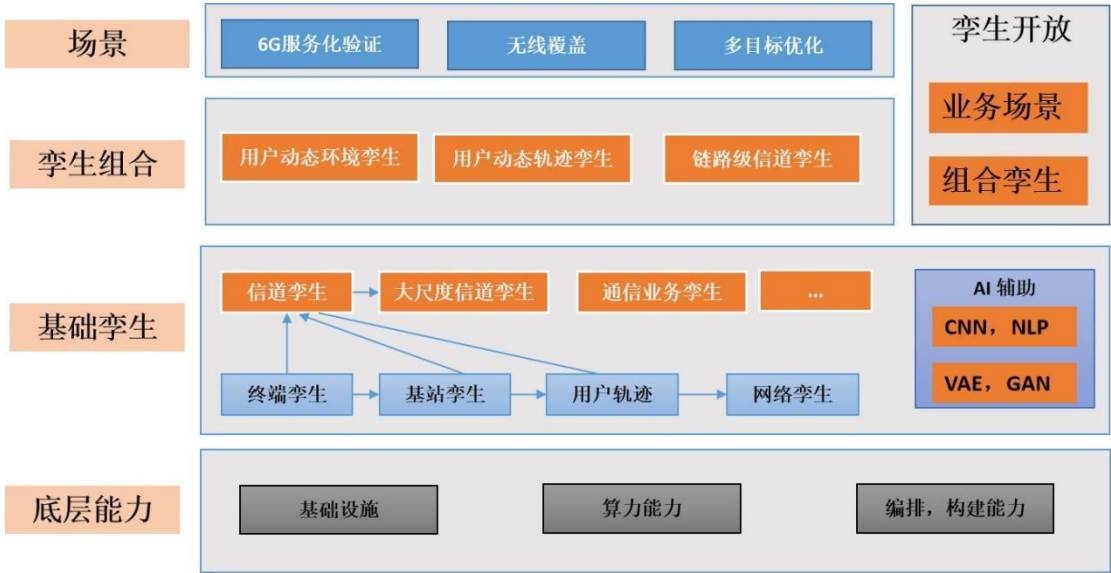 场景
6G服务化验证
无线覆盖
多目标优化
孪生开放
业务场景
组合孪生
孪生组合
用户动态环境孪生
用户动态轨迹孪生
链路级信道孪生
基础孪生
信道孪生
大尺度信道孪生
通信业务孪生
...
终端孪生
基站孪生
用户轨迹
网络孪生
AI 辅助
CNN，NLP
VAE，GAN
底层能力
基础设施
算力能力
编排，构建能力